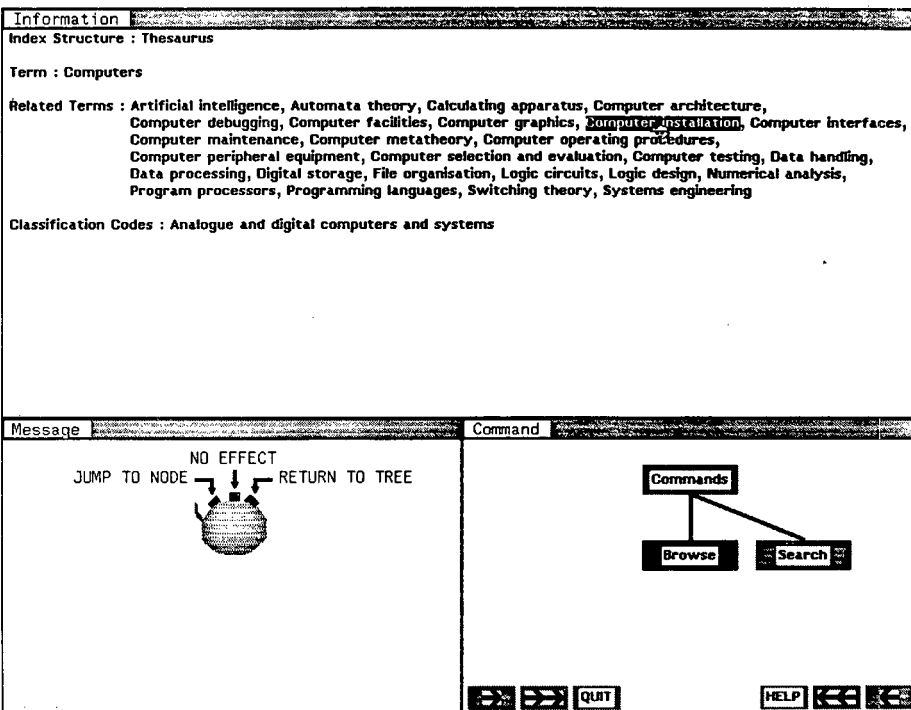 Information
Index Structure : Thesaurus
Term : Computers
Related Terms : Artificial intelligence, Automata theory, Calculating apparatus, Computer architecture,
Computer debugging, Computer facilities, Computer graphics, Computer installation, Computer interfaces,
Computer maintenance, Computer metatheory, Computer operating procedures,
Computer peripheral equipment, Computer selection and evaluation, Computer testing, Data handling,
Data processing, Digital storage, File organisation, Logic circuits, Logic design, Numerical analysis,
Program processors, Programming languages, Switching theory, Systems engineering
Classification Codes : Analogue and digital computers and systems
Message
NO EFFECT
JUMP TO NODE
RETURN TO TREE
Command
Commands
Browse
Search
QUIT
HELP